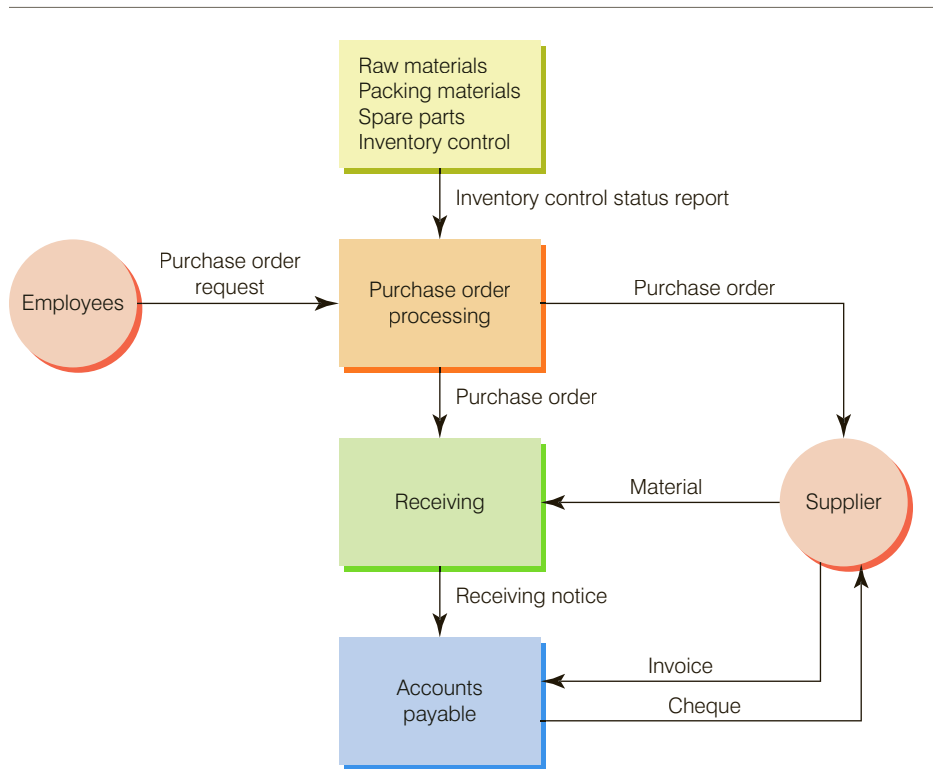 Raw materials
Packing materials
Spare parts
Inventory control
Inventory control status report
Purchase order
request
Employees
Purchase order
processing
Purchase order
Purchase order
Receiving
Material
Supplier
Receiving notice
Accounts
payable
Invoice
Cheque